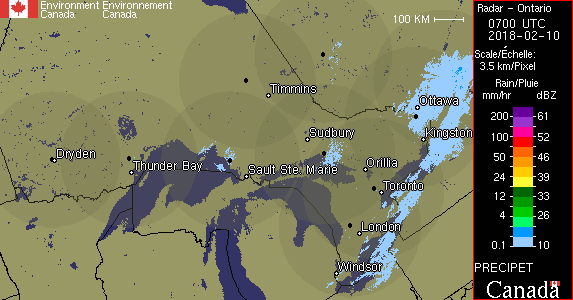 Environment Environnement
Canada Canada
100 KM
Timmins
Ottawa
Sudbury
Kingston
Dryden
Thunder Bay
Sault Ste. Marie
Orillia
Toronto
London
Windsor
Radar - Ontario
0700 UTC
2018-02-10
Scale/Échelle:
3.5 km/Pixel
Rain/Pluie
mm/hr dBZ
200 61
100 52
50 46
24 39
12 33
4 26
0.1 10
PRECIPET
Canada